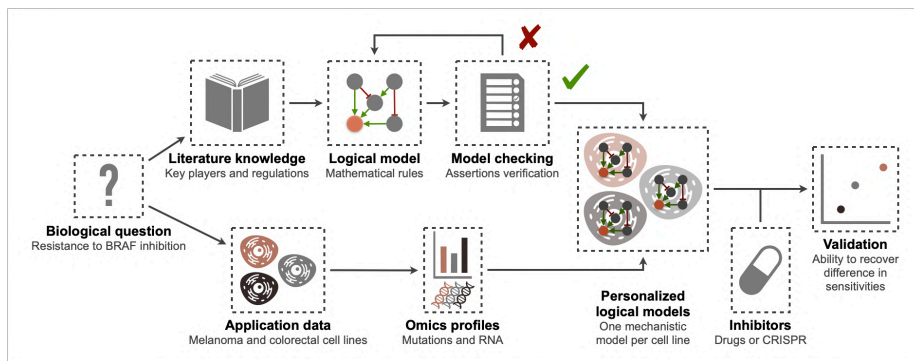 Literature knowledge
Key players and regulations
Logical model
Mathematical rules
Model checking
Assertions verification
?
Biological question
Resistance to BRAF inhibition
Application data
Melanoma and colorectal cell lines
Omics profiles
Mutations and RNA
Personalized
logical models
One mechanistic
model per cell line
Inhibitors
Drugs or CRISPR
Validation
Ability to recover
difference in
sensitivities